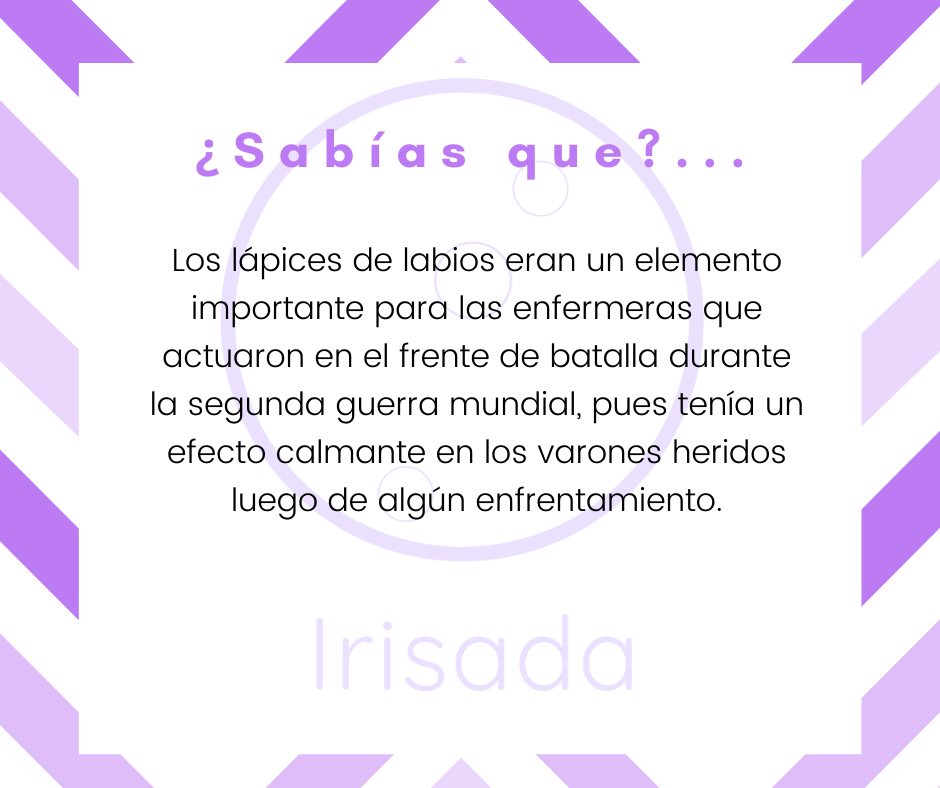 ¿Sabías que?...
Los lápices de labios eran un elemento
importante para las enfermeras que
actuaron en el frente de batalla durante
la segunda guerra mundial, pues tenía un
efecto calmante en los varones heridos
luego de algún enfrentamiento.
Irisada